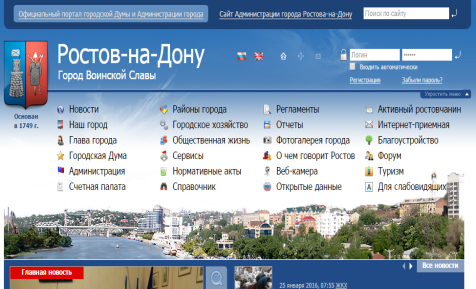 Официальный портал городской Думы и Администрации города
Сайт Администрации города Ростова-на-Дону
Поиск по сайту
Ростов-на-Дону
Город Воинской Славы
Логин
Входить автоматически
Регистрация
Забыли пароль?
Упростить меню
Основан
в 1749 г.
Новости
Районы города
Регламенты
Активный ростовчанин
Наш город
Городское хозяйство
Отчеты
Интернет-приемная
Глава города
Общественная жизнь
Фотогалерея города
Благоустройство
Городская Дума
Сервисы
О чем говорит Ростов
Форум
Администрация
Нормативные акты
Веб-камера
Туризм
Счетная палата
Справочник
Открытые данные
Для слабовидящих
Главная новость
Все новости
25 января 2016, 07:55 ЖКХ